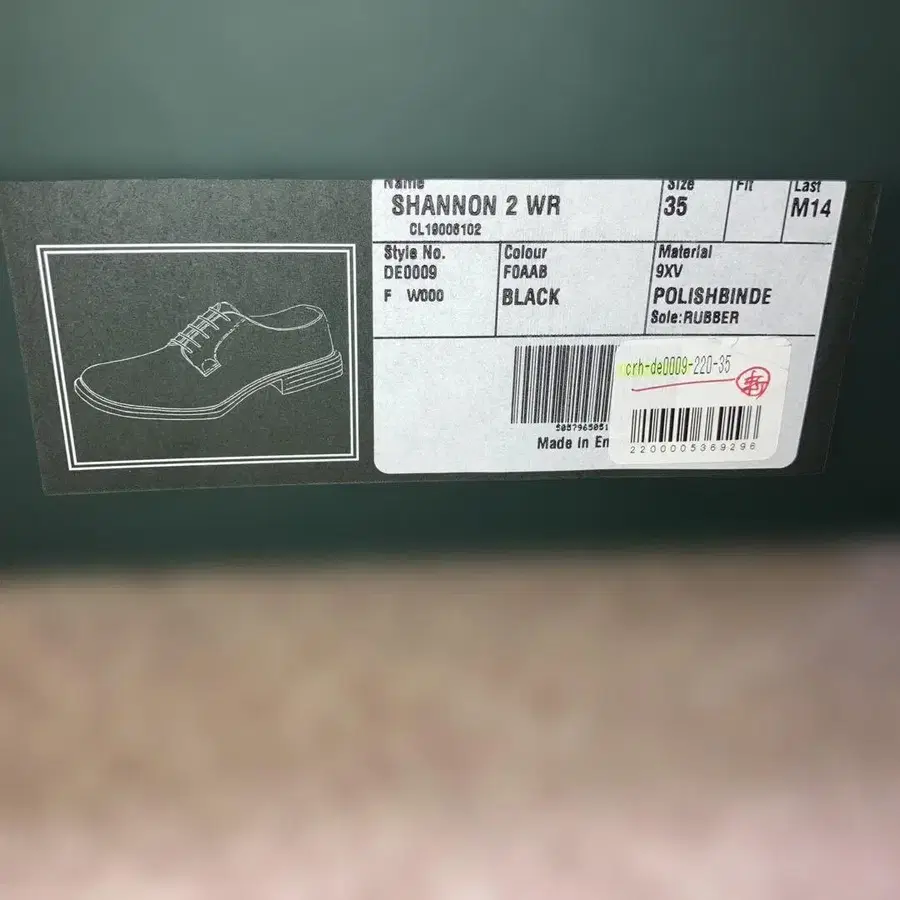 Name
SHANNON 2 WR
CL19006102
Size
35
Fit
Last
M14
Style No.
DE0009
F W000
Colour
F0AAB
BLACK
Material
9XV
POLISHBINDE
Sole:RUBBER
crh-de0009-220-35
5057965051
Made in En
2200005369296